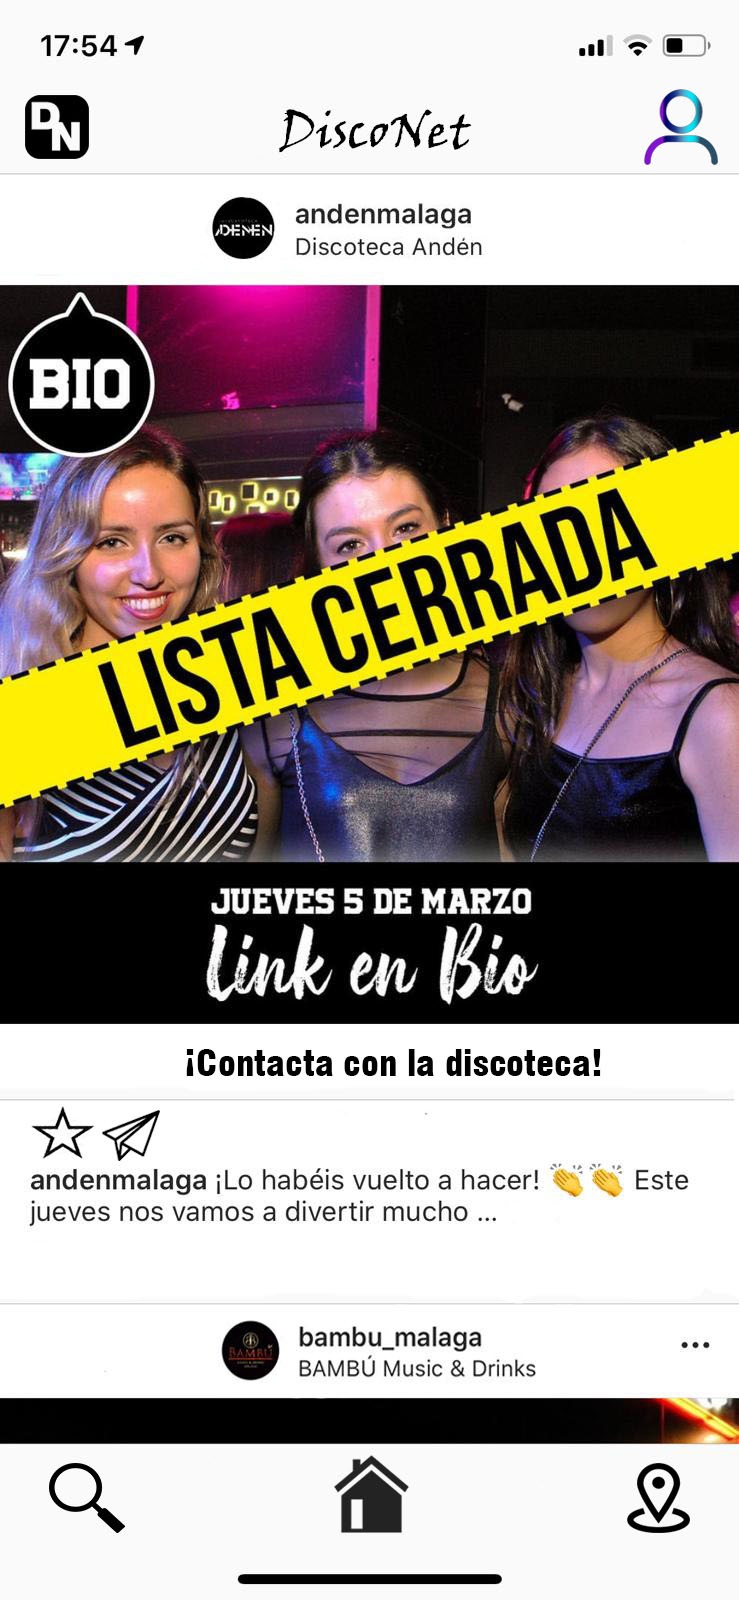 17:54
DN
DiscoNet
andenmalaga
Discoteca Andén
BIO
LISTA CERRADA
JUEVES 5 DE MARZO
Link en Bio
¡Contacta con la discoteca!
andenmalaga ¡Lo habéis vuelto a hacer! 👏👏 Este
jueves nos vamos a divertir mucho ...
BAMBÚ
bambu_malaga
BAMBÚ Music & Drinks